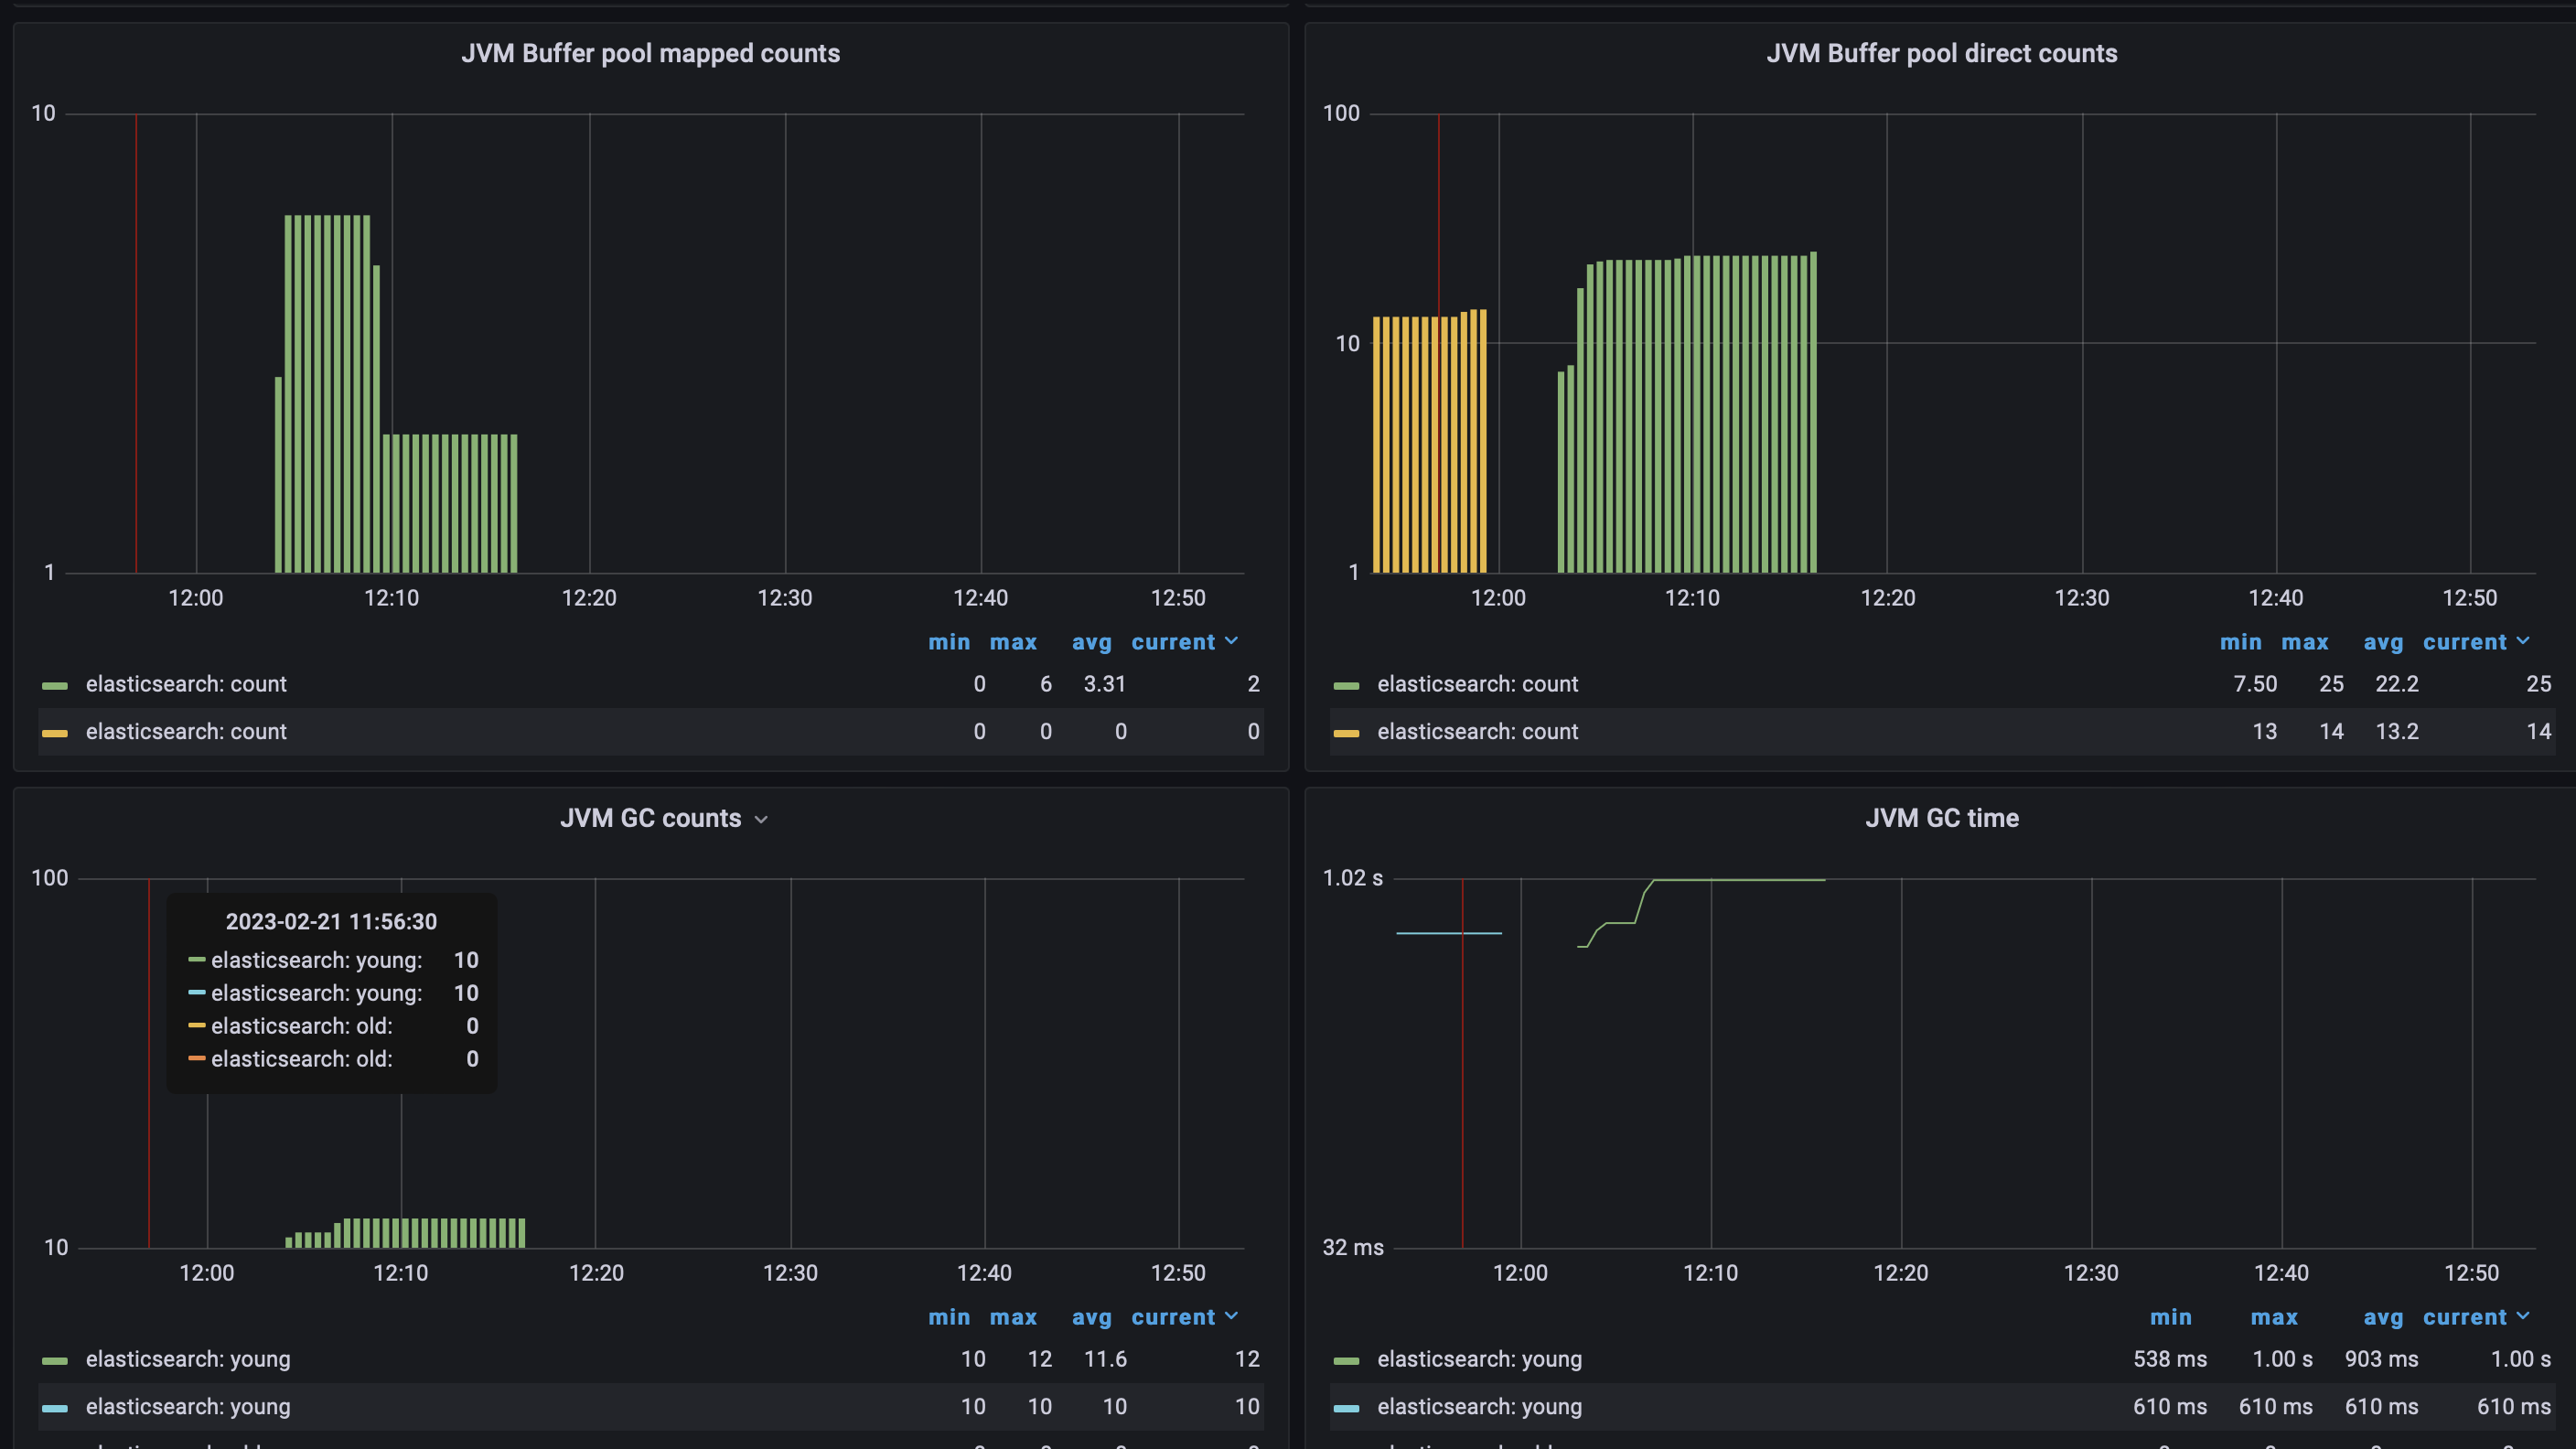 JVM Buffer pool mapped counts
10
1
12:00 12:10 12:20 12:30 12:40 12:50
min max avg current
elasticsearch: count 0 6 3.31 2
elasticsearch: count 0 0 0 0
JVM Buffer pool direct counts
100
10
1
12:00 12:10 12:20 12:30 12:40 12:50
min max avg current
elasticsearch: count 7.50 25 22.2 25
elasticsearch: count 13 14 13.2 14
JVM GC counts
100
2023-02-21 11:56:30
elasticsearch: young: 10
elasticsearch: young: 10
elasticsearch: old: 0
elasticsearch: old: 0
10
12:00 12:10 12:20 12:30 12:40 12:50
min max avg current
elasticsearch: young 10 12 11.6 12
elasticsearch: young 10 10 10 10
JVM GC time
1.02 s
32 ms
12:00 12:10 12:20 12:30 12:40 12:50
min max avg current
elasticsearch: young 538 ms 1.00 s 903 ms 1.00 s
elasticsearch: young 610 ms 610 ms 610 ms 610 ms